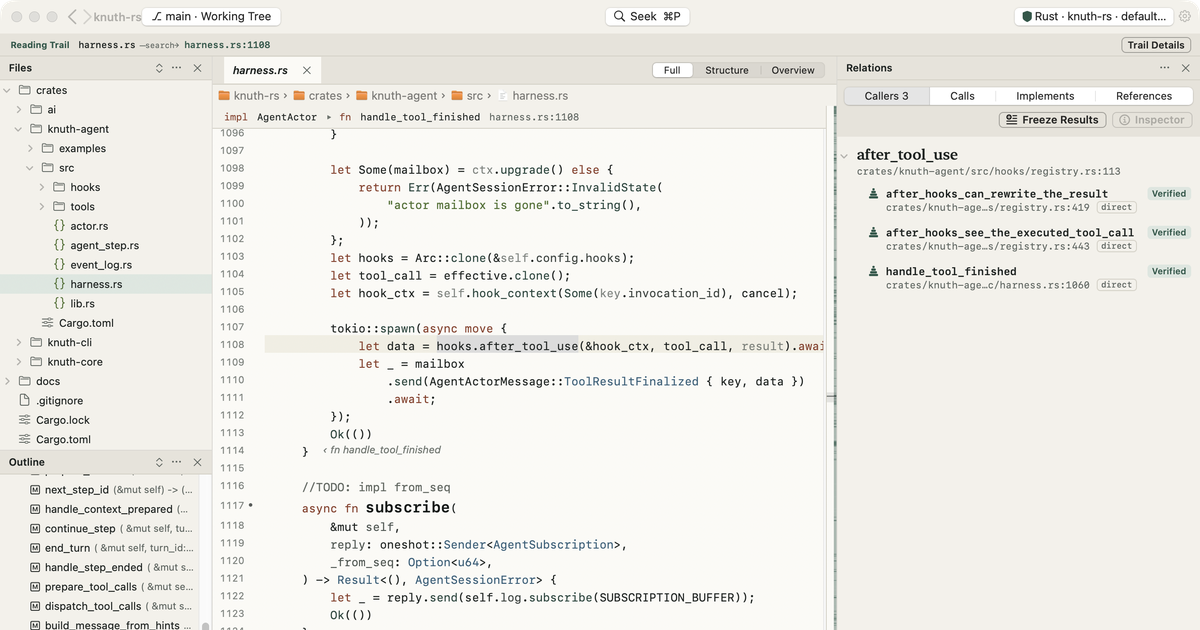 knuth-rs
main · Working Tree
Seek ⌘P
Rust · knuth-rs · default...
Reading Trail harness.rs —search→ harness.rs:1108
Trail Details
Files
crates
ai
knuth-agent
examples
src
hooks
tools
actor.rs
agent_step.rs
event_log.rs
harness.rs
lib.rs
Cargo.toml
knuth-cli
knuth-core
docs
.gitignore
Cargo.lock
Cargo.toml
Outline
next_step_id (&mut self) -> (...
handle_context_prepared (...
continue_step ( &mut self, tu...
end_turn ( &mut self, turn_id:...
handle_step_ended ( &mut s...
prepare_tool_calls ( &mut se...
dispatch_tool_calls ( &mut s...
build_message_from_hints ...
harness.rs
Full Structure Overview
knuth-rs › crates › knuth-agent › src › harness.rs
impl AgentActor ▸ fn handle_tool_finished harness.rs:1108
1096 }
1097
1098 let Some(mailbox) = ctx.upgrade() else {
1099 return Err(AgentSessionError::InvalidState(
1100 "actor mailbox is gone".to_string(),
1101 ));
1102 };
1103 let hooks = Arc::clone(&self.config.hooks);
1104 let tool_call = effective.clone();
1105 let hook_ctx = self.hook_context(Some(key.invocation_id), cancel);
1106
1107 tokio::spawn(async move {
1108 let data = hooks.after_tool_use(&hook_ctx, tool_call, result).awai
1109 let _ = mailbox
1110 .send(AgentActorMessage::ToolResultFinalized { key, data })
1111 .await;
1112 });
1113 Ok(())
1114 } ‹ fn handle_tool_finished
1115
1116 //TODO: impl from_seq
1117 async fn subscribe(
1118 &mut self,
1119 reply: oneshot::Sender<AgentSubscription>,
1120 _from_seq: Option<u64>,
1121 ) -> Result<(), AgentSessionError> {
1122 let _ = reply.send(self.log.subscribe(SUBSCRIPTION_BUFFER));
1123 Ok(())
Relations
Callers 3 Calls Implements References
Freeze Results Inspector
after_tool_use
crates/knuth-agent/src/hooks/registry.rs:113
after_hooks_can_rewrite_the_result Verified
crates/knuth-age…s/registry.rs:419 direct
after_hooks_see_the_executed_tool_call Verified
crates/knuth-age…s/registry.rs:443 direct
handle_tool_finished Verified
crates/knuth-age…c/harness.rs:1060 direct